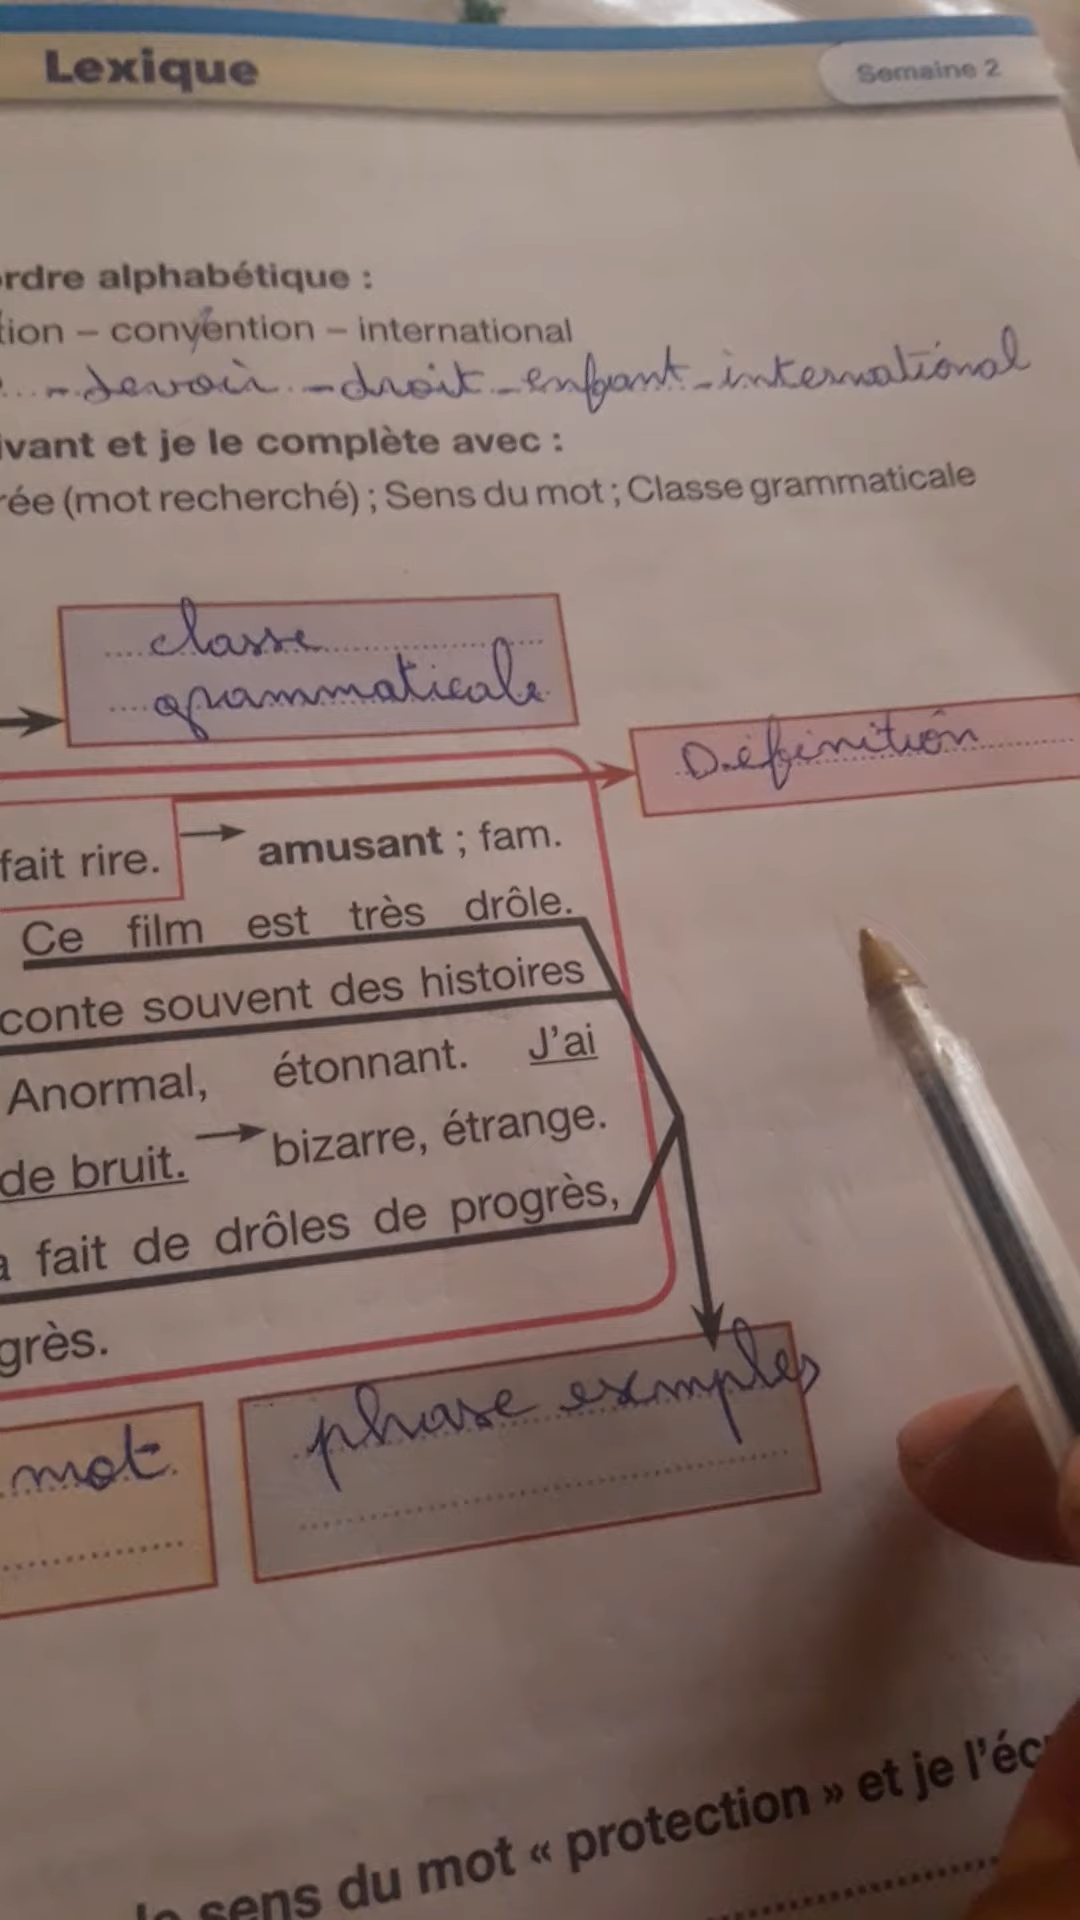 Lexique
Semaine 2
ordre alphabétique :
tion – convention – international
- devoir - droit - enfant - international
ivant et je le complète avec :
rée (mot recherché) ; Sens du mot ; Classe grammaticale
classe
grammaticale
Définition
fait rire. → amusant ; fam.
Ce film est très drôle.
conte souvent des histoires
Anormal, étonnant. J'ai
de bruit. → bizarre, étrange.
a fait de drôles de progrès,
grès.
mot
phrase exemples
le sens du mot « protection » et je l'éc